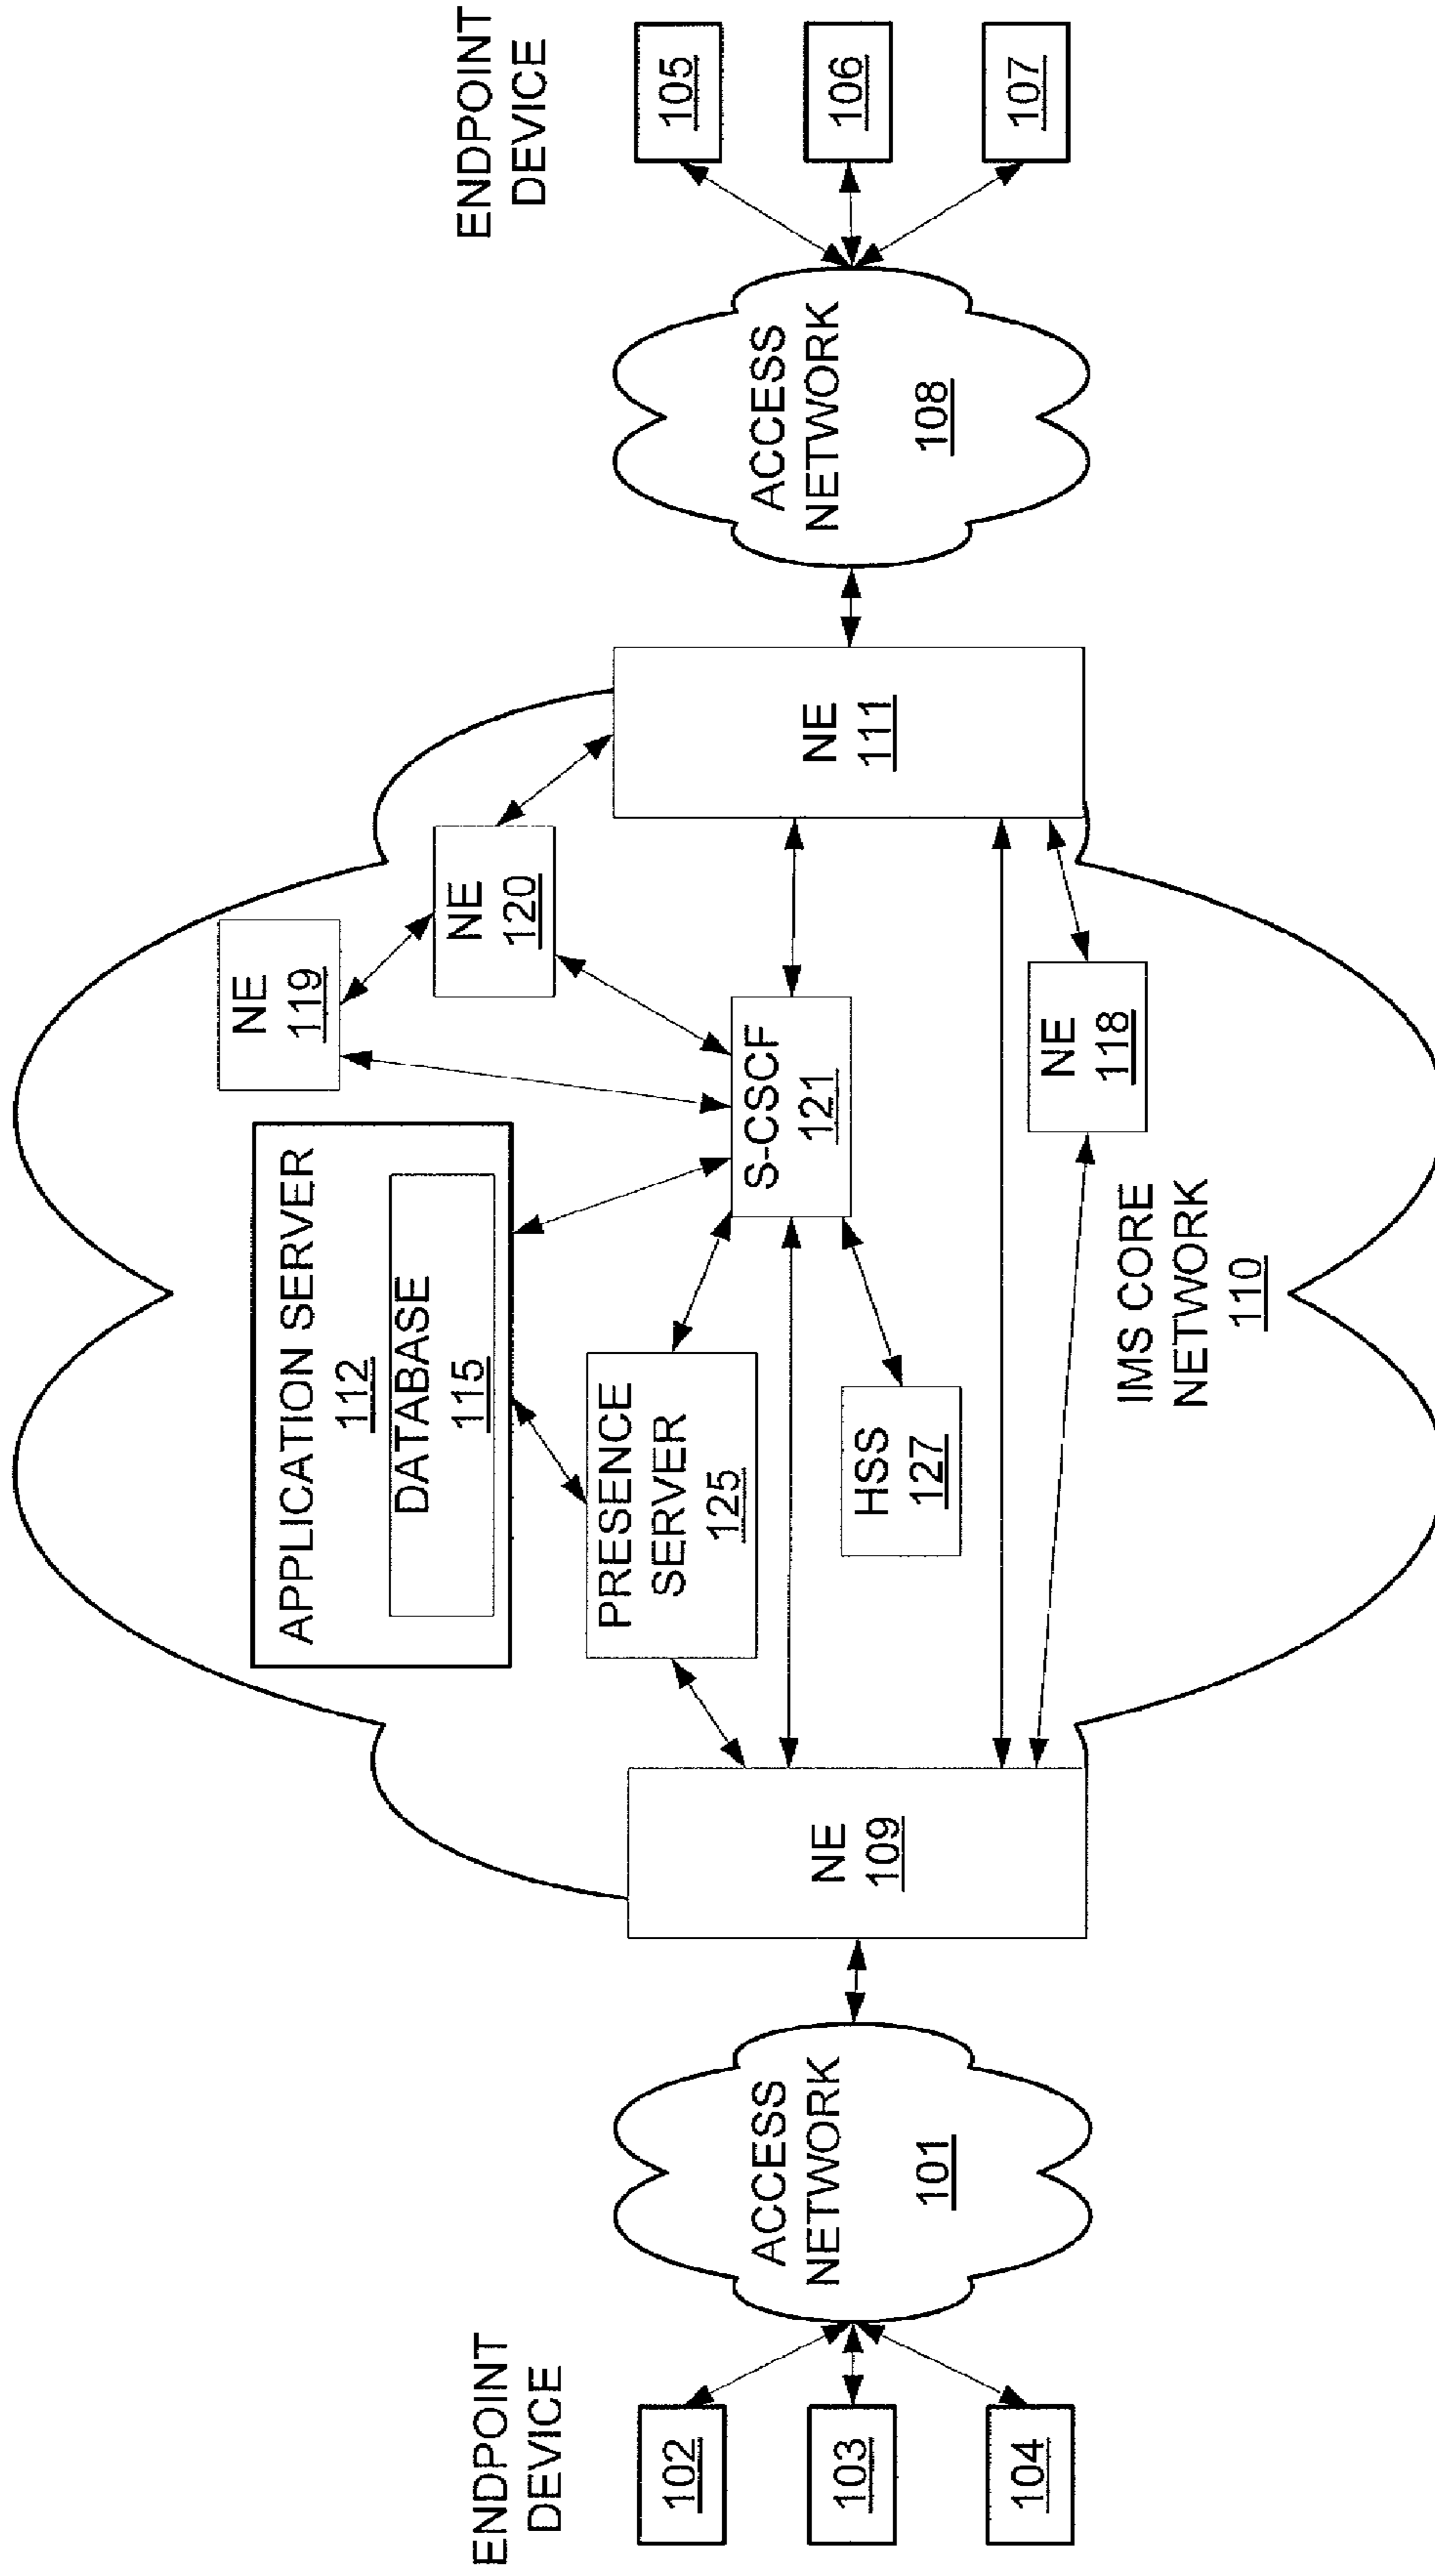 ENDPOINT
DEVICE
102
103
104
ACCESS
NETWORK
101
NE
109
APPLICATION SERVER
112
DATABASE
115
PRESENCE
SERVER
125
HSS
127
S-CSCF
121
NE
119
NE
120
NE
118
IMS CORE
NETWORK
110
NE
111
ACCESS
NETWORK
108
ENDPOINT
DEVICE
105
106
107